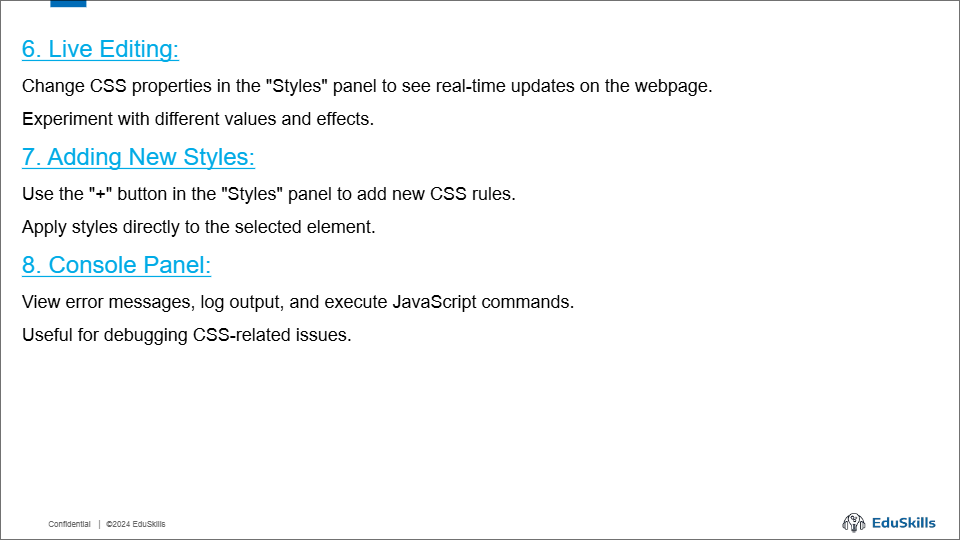 6. Live Editing:
Change CSS properties in the "Styles" panel to see real-time updates on the webpage.
Experiment with different values and effects.
7. Adding New Styles:
Use the "+" button in the "Styles" panel to add new CSS rules.
Apply styles directly to the selected element.
8. Console Panel:
View error messages, log output, and execute JavaScript commands.
Useful for debugging CSS-related issues.
Confidential | ©2024 EduSkills
EduSkills